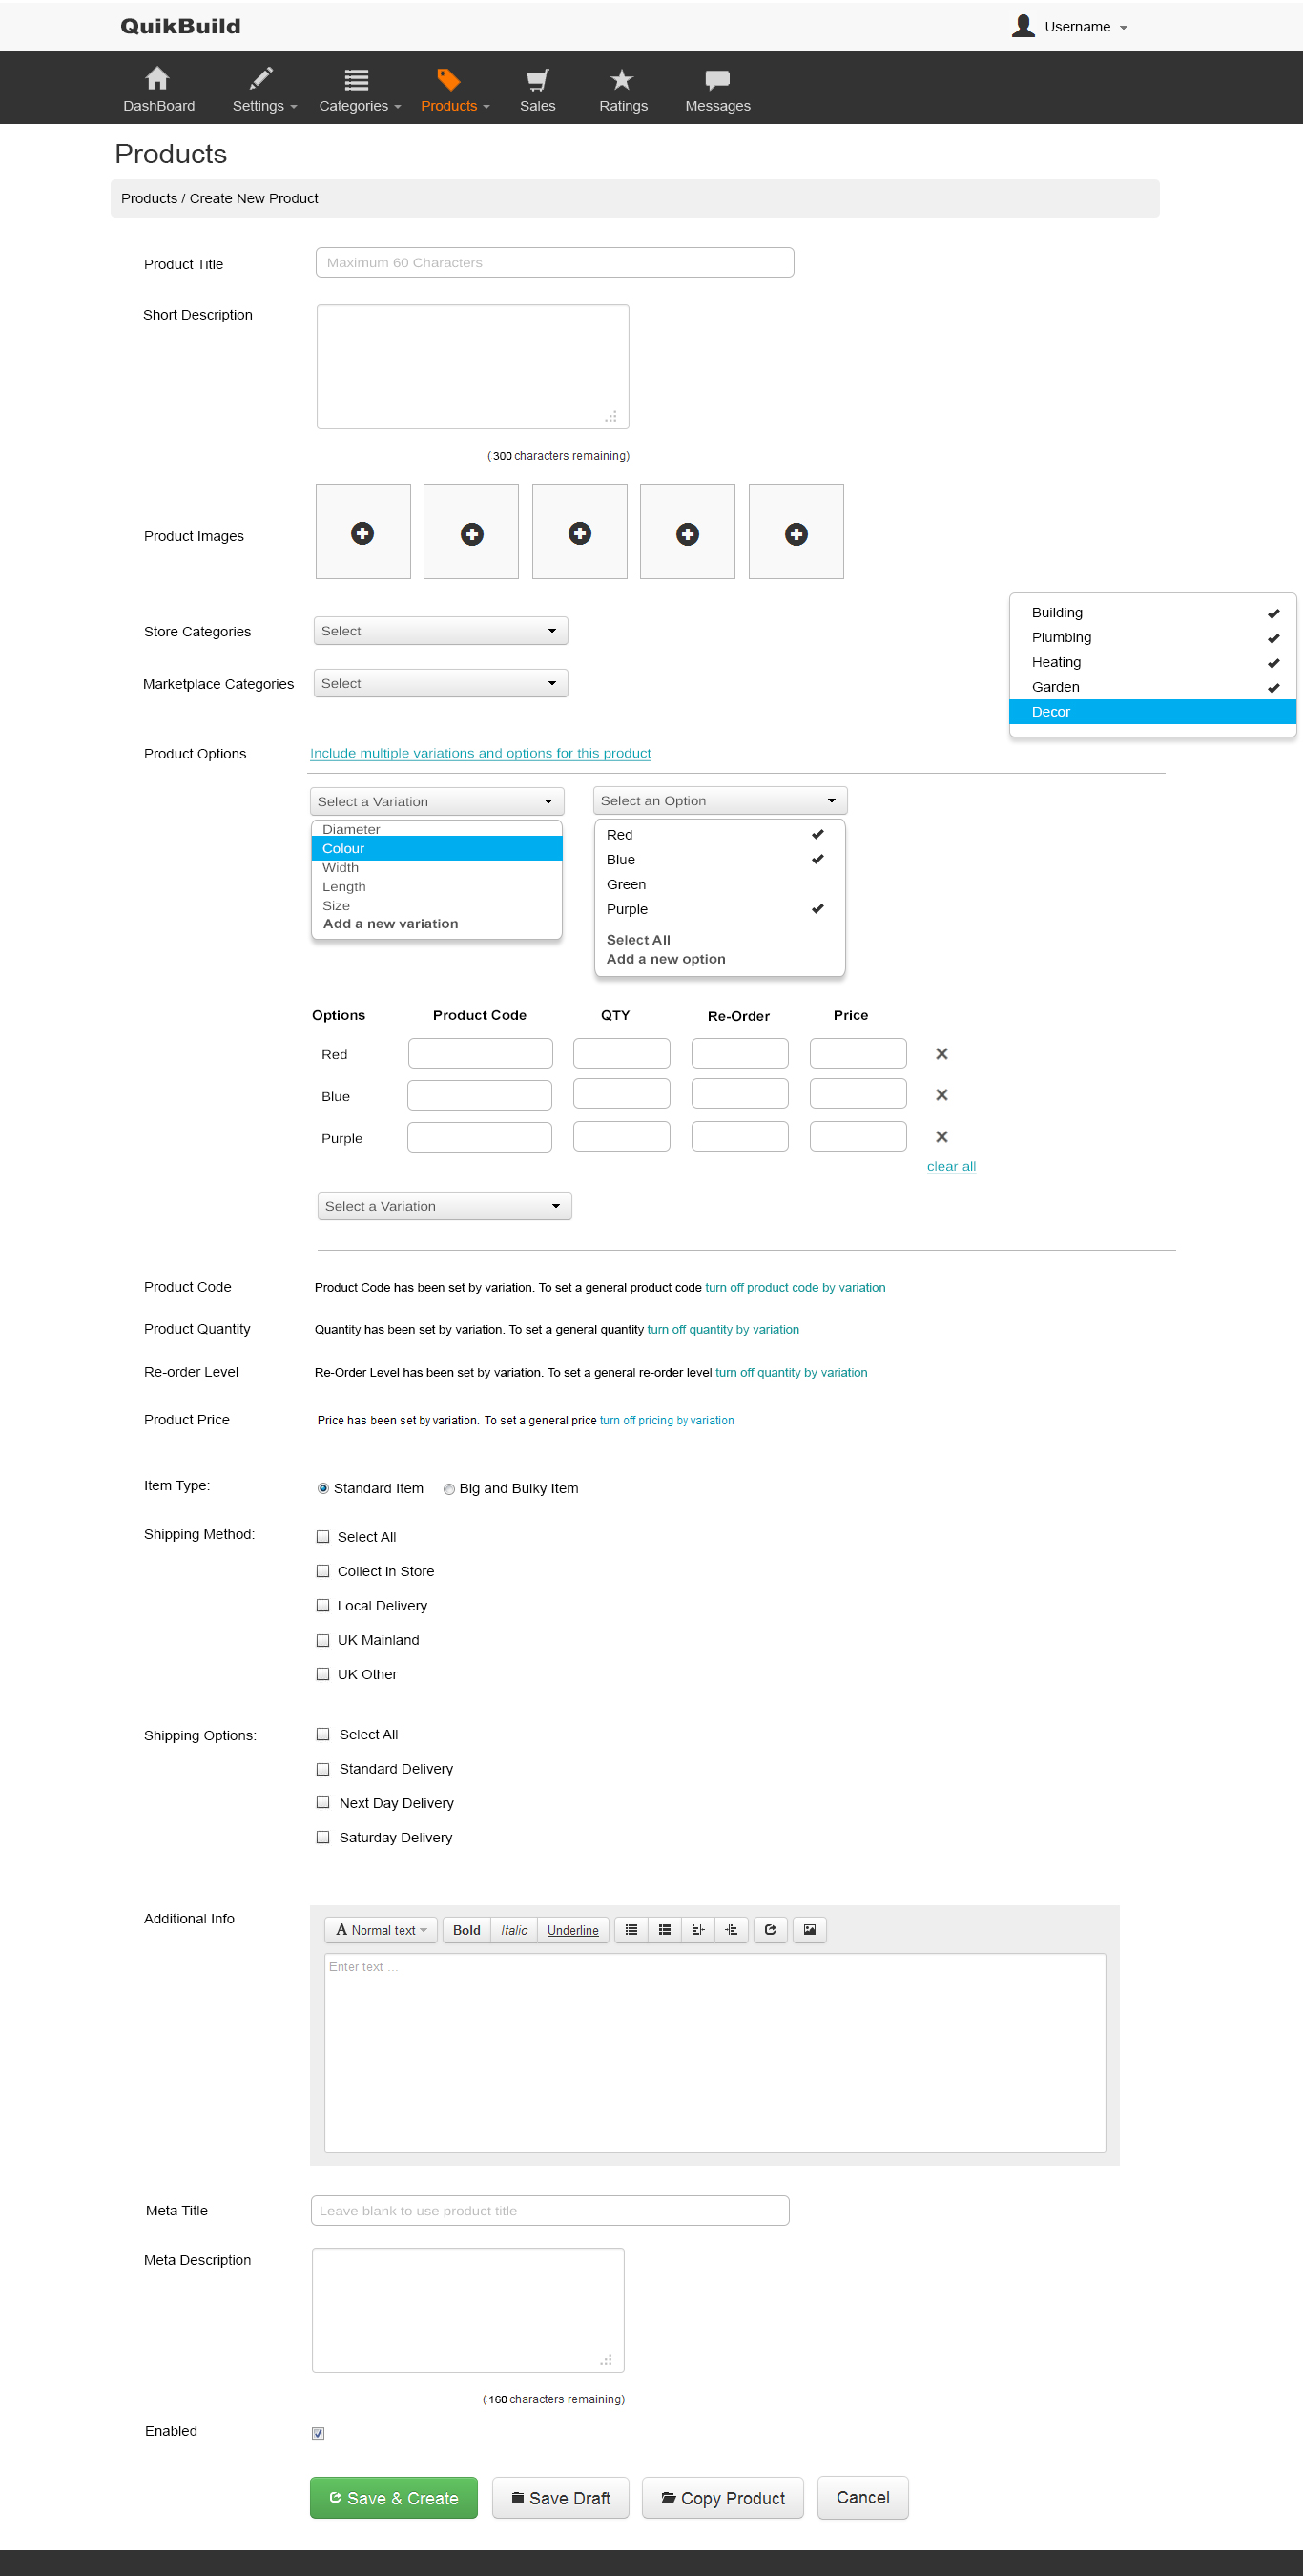 QuikBuild
Username
DashBoard Settings Categories Products Sales Ratings Messages
Products
Products / Create New Product
Product Title
Maximum 60 Characters
Short Description
( 300 characters remaining)
Product Images
Store Categories
Select
Marketplace Categories
Select
Building
Plumbing
Heating
Garden
Decor
Product Options
Include multiple variations and options for this product
Select a Variation
Diameter
Colour
Width
Length
Size
Add a new variation
Select an Option
Red
Blue
Green
Purple
Select All
Add a new option
Options Product Code QTY Re-Order Price
Red
Blue
Purple
clear all
Select a Variation
Product Code
Product Code has been set by variation. To set a general product code turn off product code by variation
Product Quantity
Quantity has been set by variation. To set a general quantity turn off quantity by variation
Re-order Level
Re-Order Level has been set by variation. To set a general re-order level turn off quantity by variation
Product Price
Price has been set by variation. To set a general price turn off pricing by variation
Item Type:
Standard Item Big and Bulky Item
Shipping Method:
Select All
Collect in Store
Local Delivery
UK Mainland
UK Other
Shipping Options:
Select All
Standard Delivery
Next Day Delivery
Saturday Delivery
Additional Info
A Normal text Bold Italic Underline
Enter text ...
Meta Title
Leave blank to use product title
Meta Description
( 160 characters remaining)
Enabled
Save & Create Save Draft Copy Product Cancel